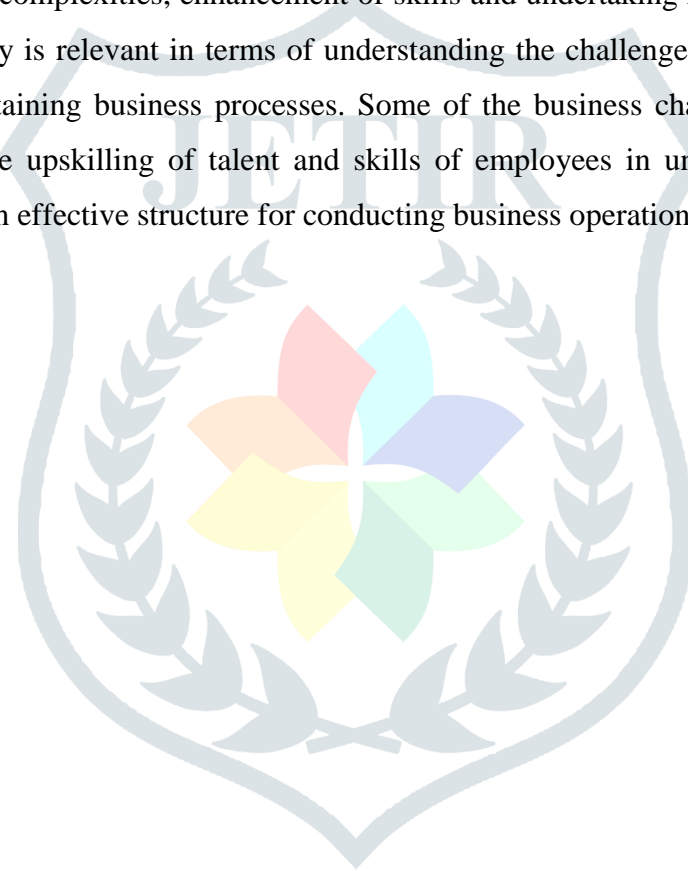 complexities, enhancement of skills and undertaking
y is relevant in terms of understanding the challenge
taining business processes. Some of the business cha
e upskilling of talent and skills of employees in un
n effective structure for conducting business operation
JETIR